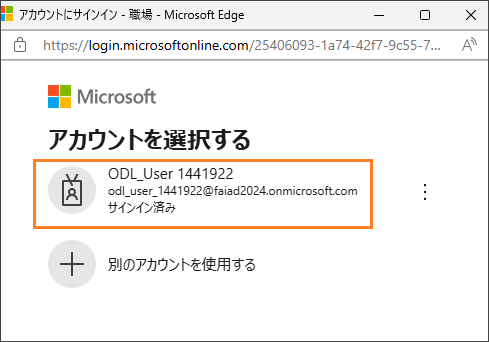 アカウントにサインイン - 職場 - Microsoft Edge
https://login.microsoftonline.com/25406093-1a74-42f7-9c55-7...
Microsoft
アカウントを選択する
ODL_User 1441922
odl_user_1441922@faiad2024.onmicrosoft.com
サインイン済み
別のアカウントを使用する